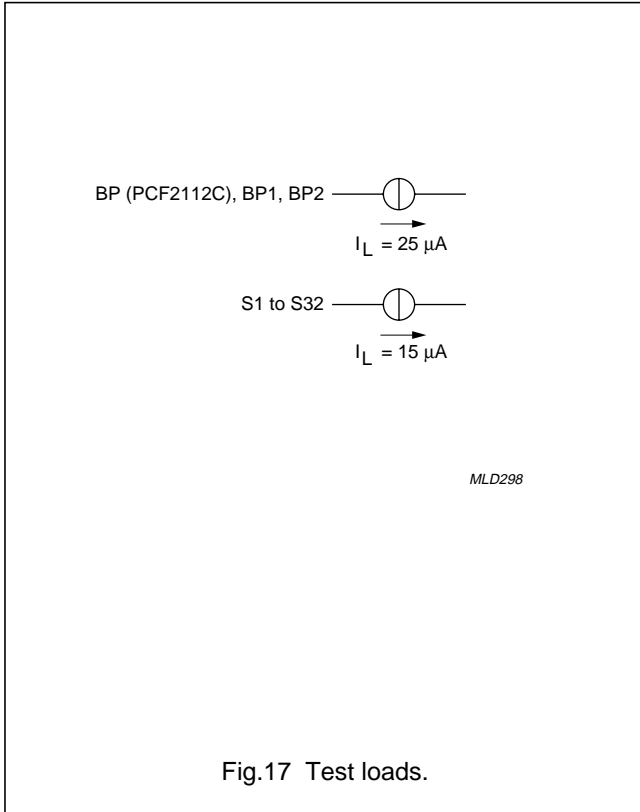 BP (PCF2112C), BP1, BP2
I_L = 25 μA
S1 to S32
I_L = 15 μA
MLD298
Fig.17 Test loads.